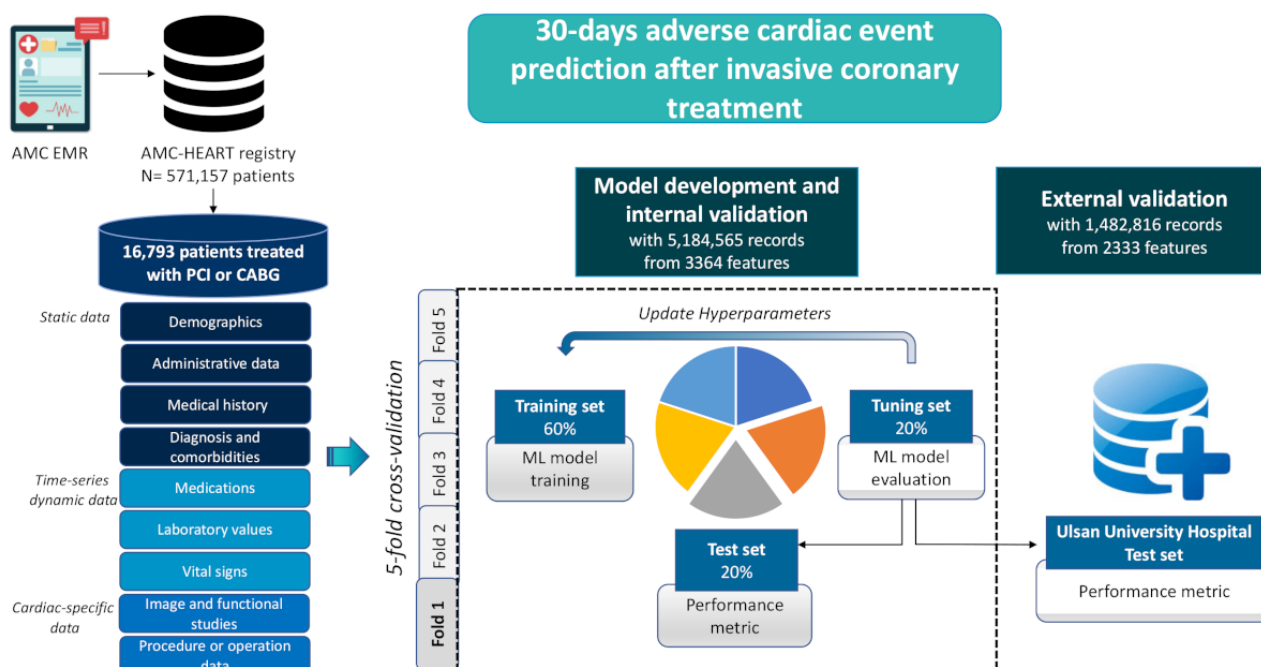 30-days adverse cardiac event
prediction after invasive coronary
treatment
AMC EMR
AMC-HEART registry
N= 571,157 patients
16,793 patients treated
with PCI or CABG
Static data
Demographics
Administrative data
Medical history
Diagnosis and
comorbidities
Time-series
dynamic data
Medications
Laboratory values
Vital signs
Cardiac-specific
data
Image and functional
studies
Procedure or operation
data
Model development and
internal validation
with 5,184,565 records
from 3364 features
External validation
with 1,482,816 records
from 2333 features
5-fold cross-validation
Fold 5
Fold 4
Fold 3
Fold 2
Fold 1
Update Hyperparameters
Training set
60%
ML model
training
Tuning set
20%
ML model
evaluation
Test set
20%
Performance
metric
Ulsan University Hospital
Test set
Performance metric